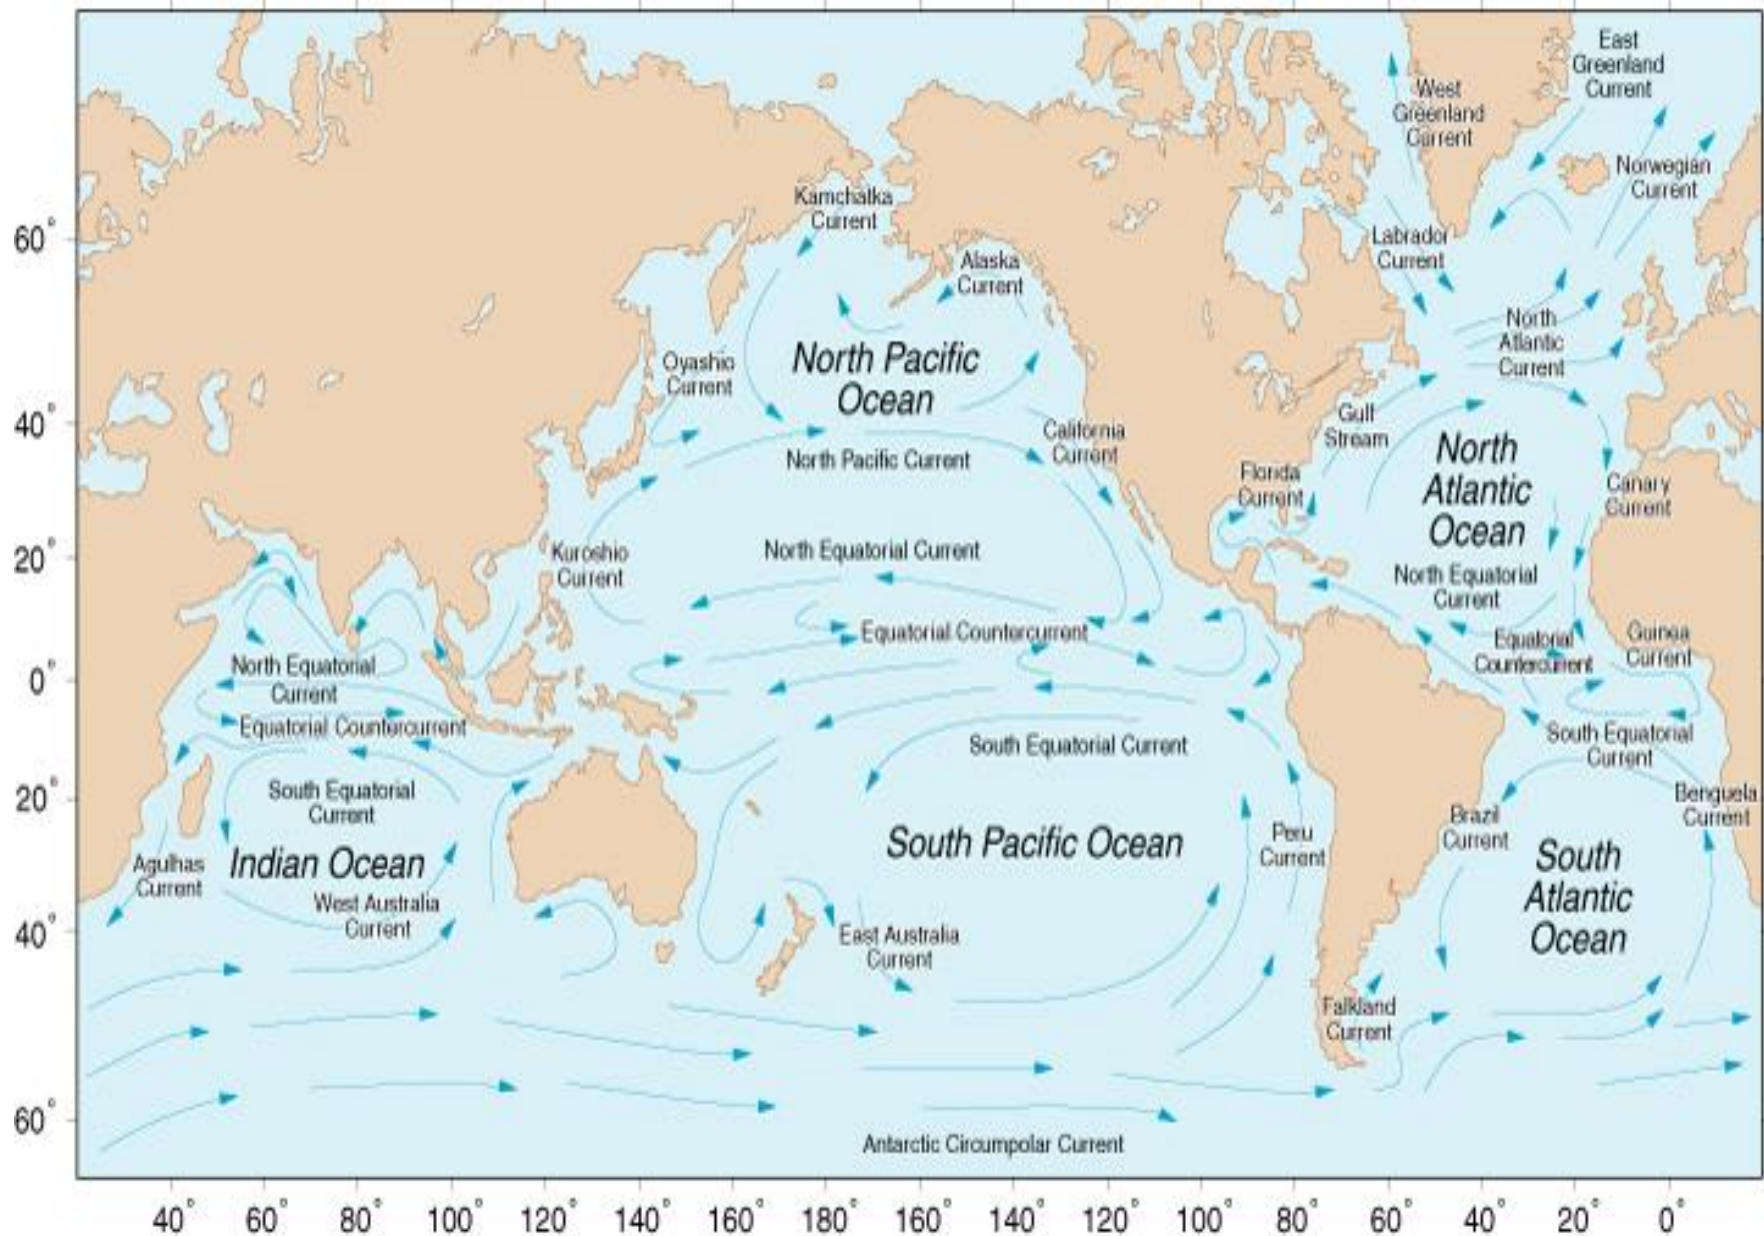 East
Greenland
Current
West
Greenland
Current
Norwegian
Current
Kamchatka
Current
60°
Labrador
Current
Alaska
Current
North
Atlantic
Current
Oyashio
Current
North Pacific
Ocean
40°
Gulf
Stream
California
Current
North Pacific Current
North
Atlantic
Ocean
Florida
Current
Canary
Current
20°
Kuroshio
Current
North Equatorial Current
North Equatorial
Current
Equatorial Countercurrent
Equatorial
Countercurrent
Guinea
Current
0°
North Equatorial
Current
Equatorial Countercurrent
South Equatorial Current
South Equatorial
Current
20°
South Equatorial
Current
Benguela
Current
Brazil
Current
Peru
Current
South Pacific Ocean
South
Atlantic
Ocean
Agulhas
Current
Indian Ocean
West Australia
Current
40°
East Australia
Current
Falkland
Current
60°
Antarctic Circumpolar Current
40° 60° 80° 100° 120° 140° 160° 180° 160° 140° 120° 100° 80° 60° 40° 20° 0°